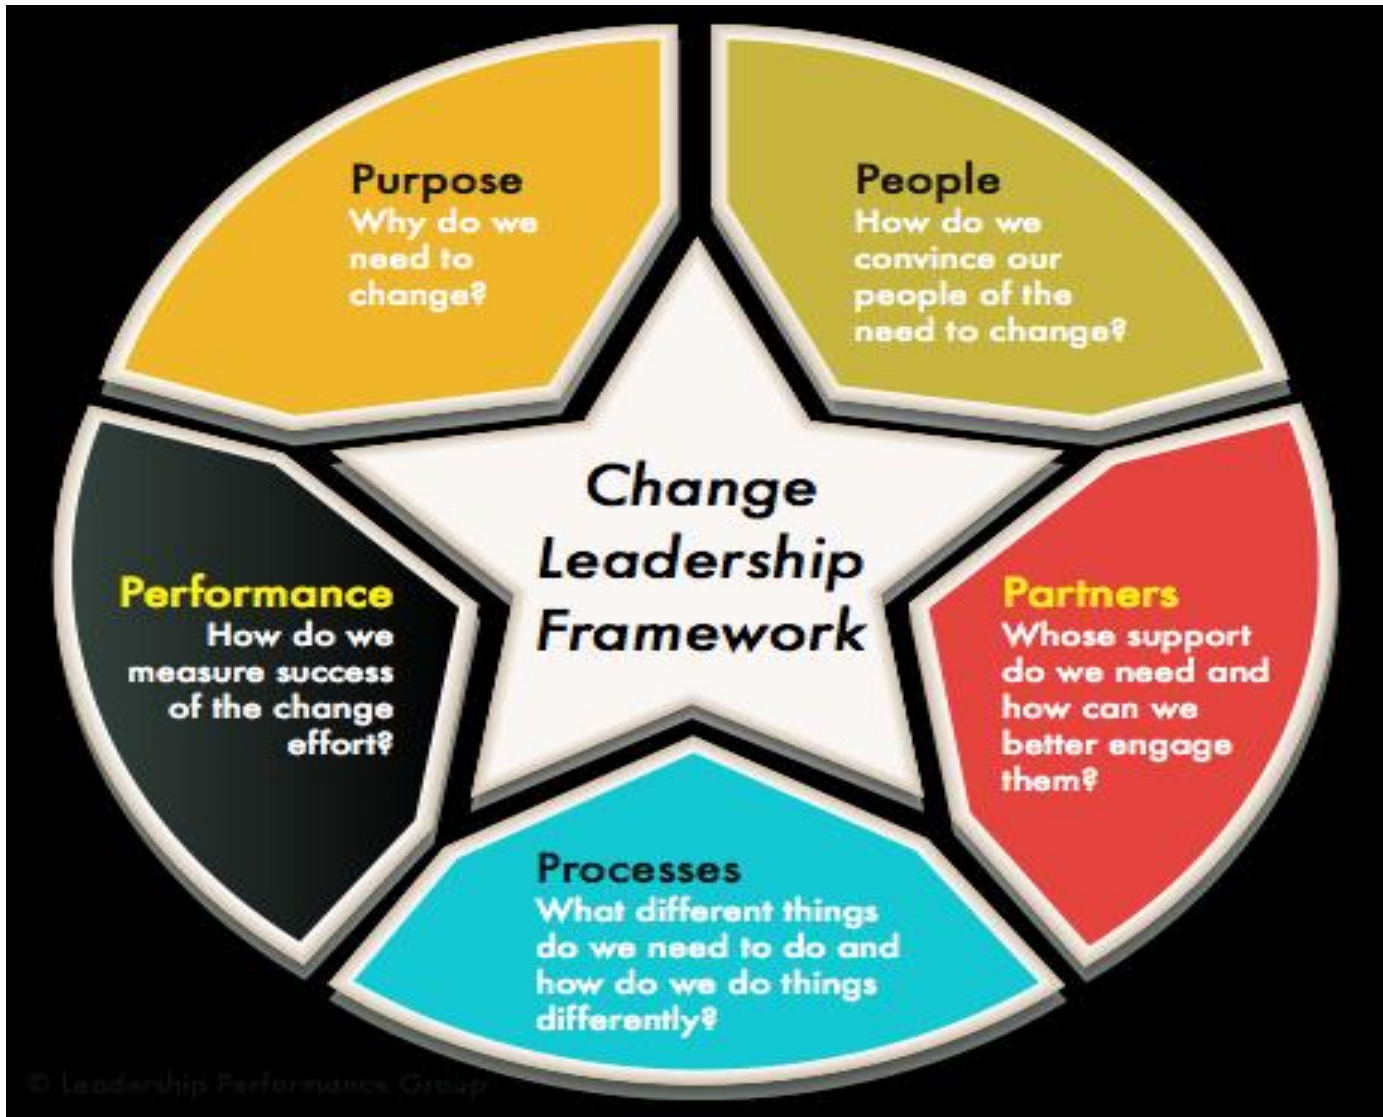 Purpose
Why do we
need to
change?
People
How do we
convince our
people of the
need to change?
Change
Leadership
Framework
Performance
How do we
measure success
of the change
effort?
Partners
Whose support
do we need and
how can we
better engage
them?
Processes
What different things
do we need to do and
how do we do things
differently?
© Leadership Performance Group